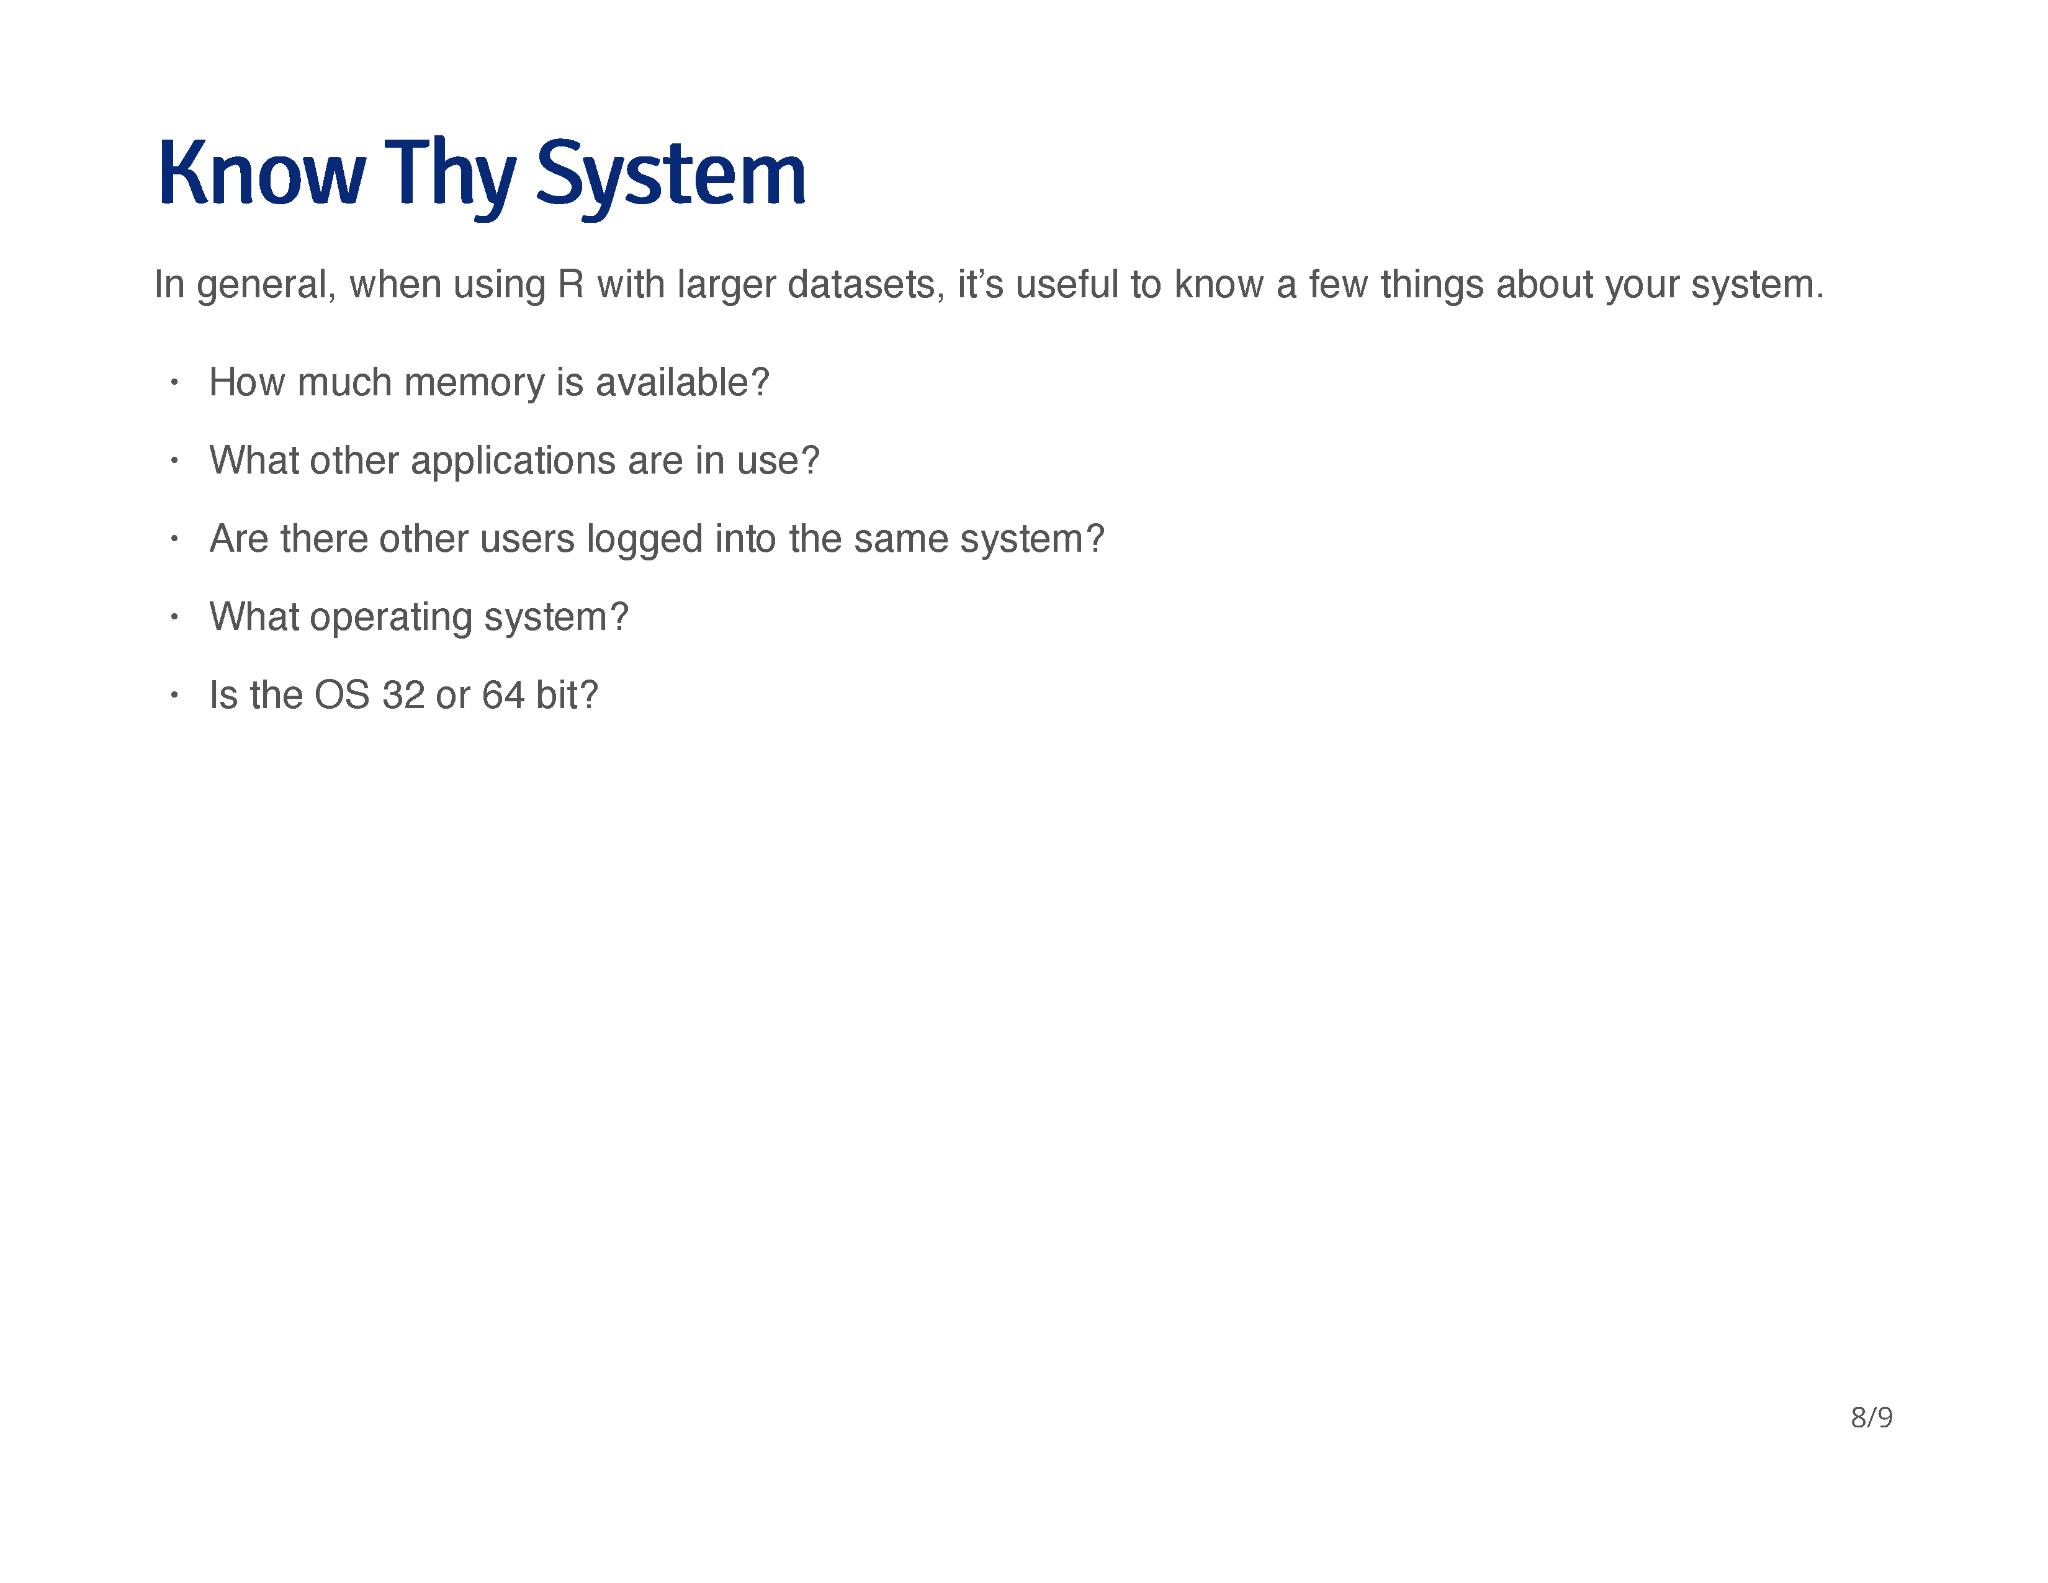 Know Thy System
In general, when using R with larger datasets, it’s useful to know a few things about your system.
· How much memory is available?
· What other applications are in use?
· Are there other users logged into the same system?
· What operating system?
· Is the OS 32 or 64 bit?
8/9